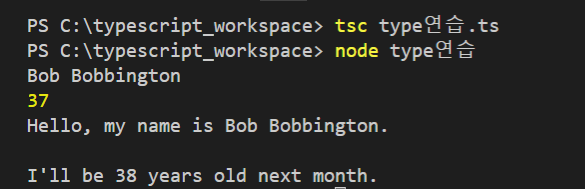 PS C:\typescript_workspace> tsc type연습.ts
PS C:\typescript_workspace> node type연습
Bob Bobbington
37
Hello, my name is Bob Bobbington.
I'll be 38 years old next month.